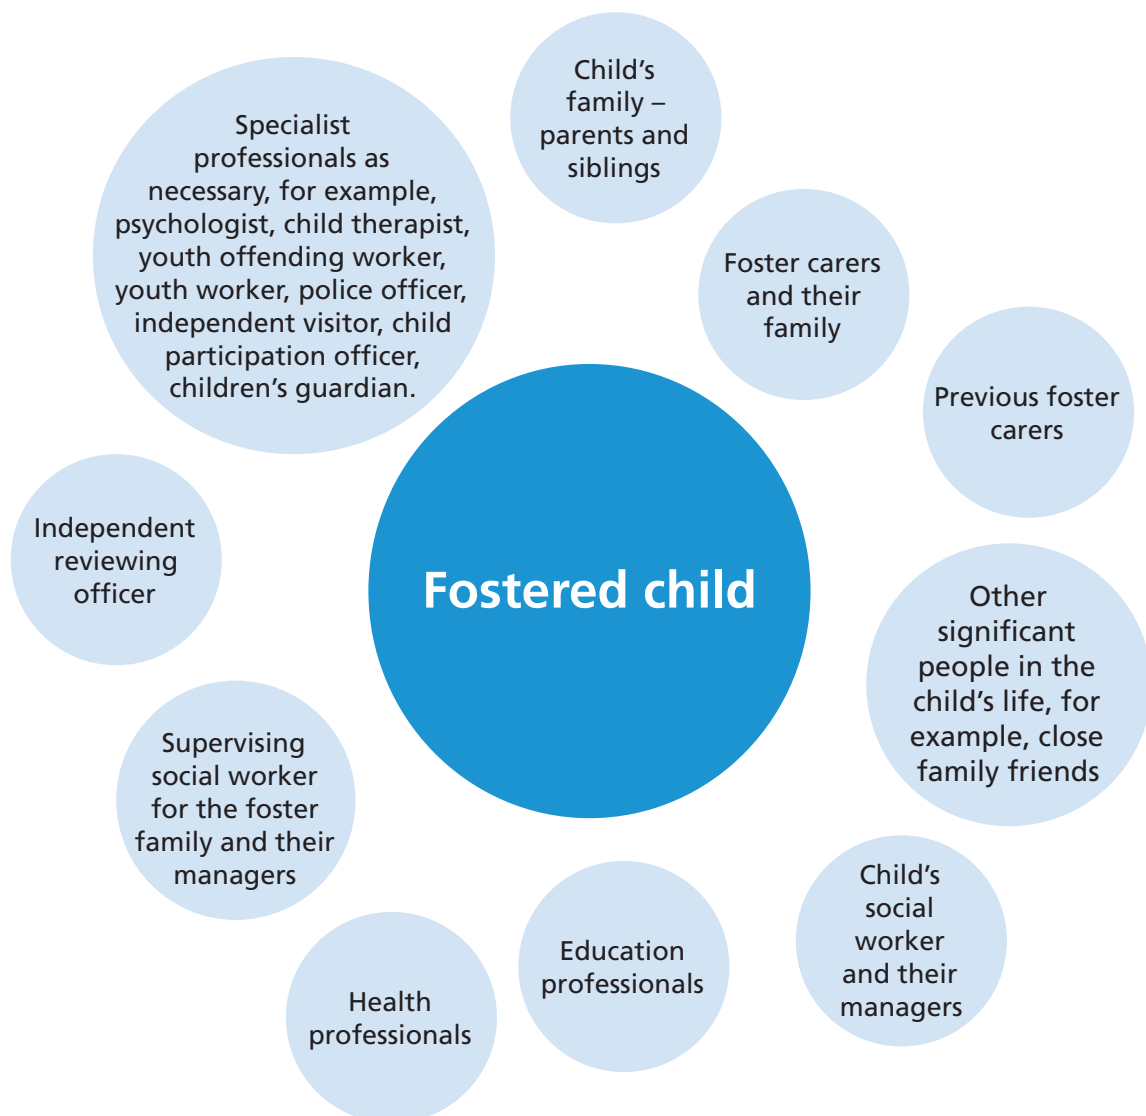 Child’s
family –
parents and
siblings
Specialist
professionals as
necessary, for example,
psychologist, child therapist,
youth offending worker,
youth worker, police officer,
independent visitor, child
participation officer,
children’s guardian.
Foster carers
and their
family
Previous foster
carers
Independent
reviewing
officer
Fostered child
Other
significant
people in the
child’s life, for
example, close
family friends
Supervising
social worker
for the foster
family and their
managers
Child’s
social
worker
and their
managers
Education
professionals
Health
professionals